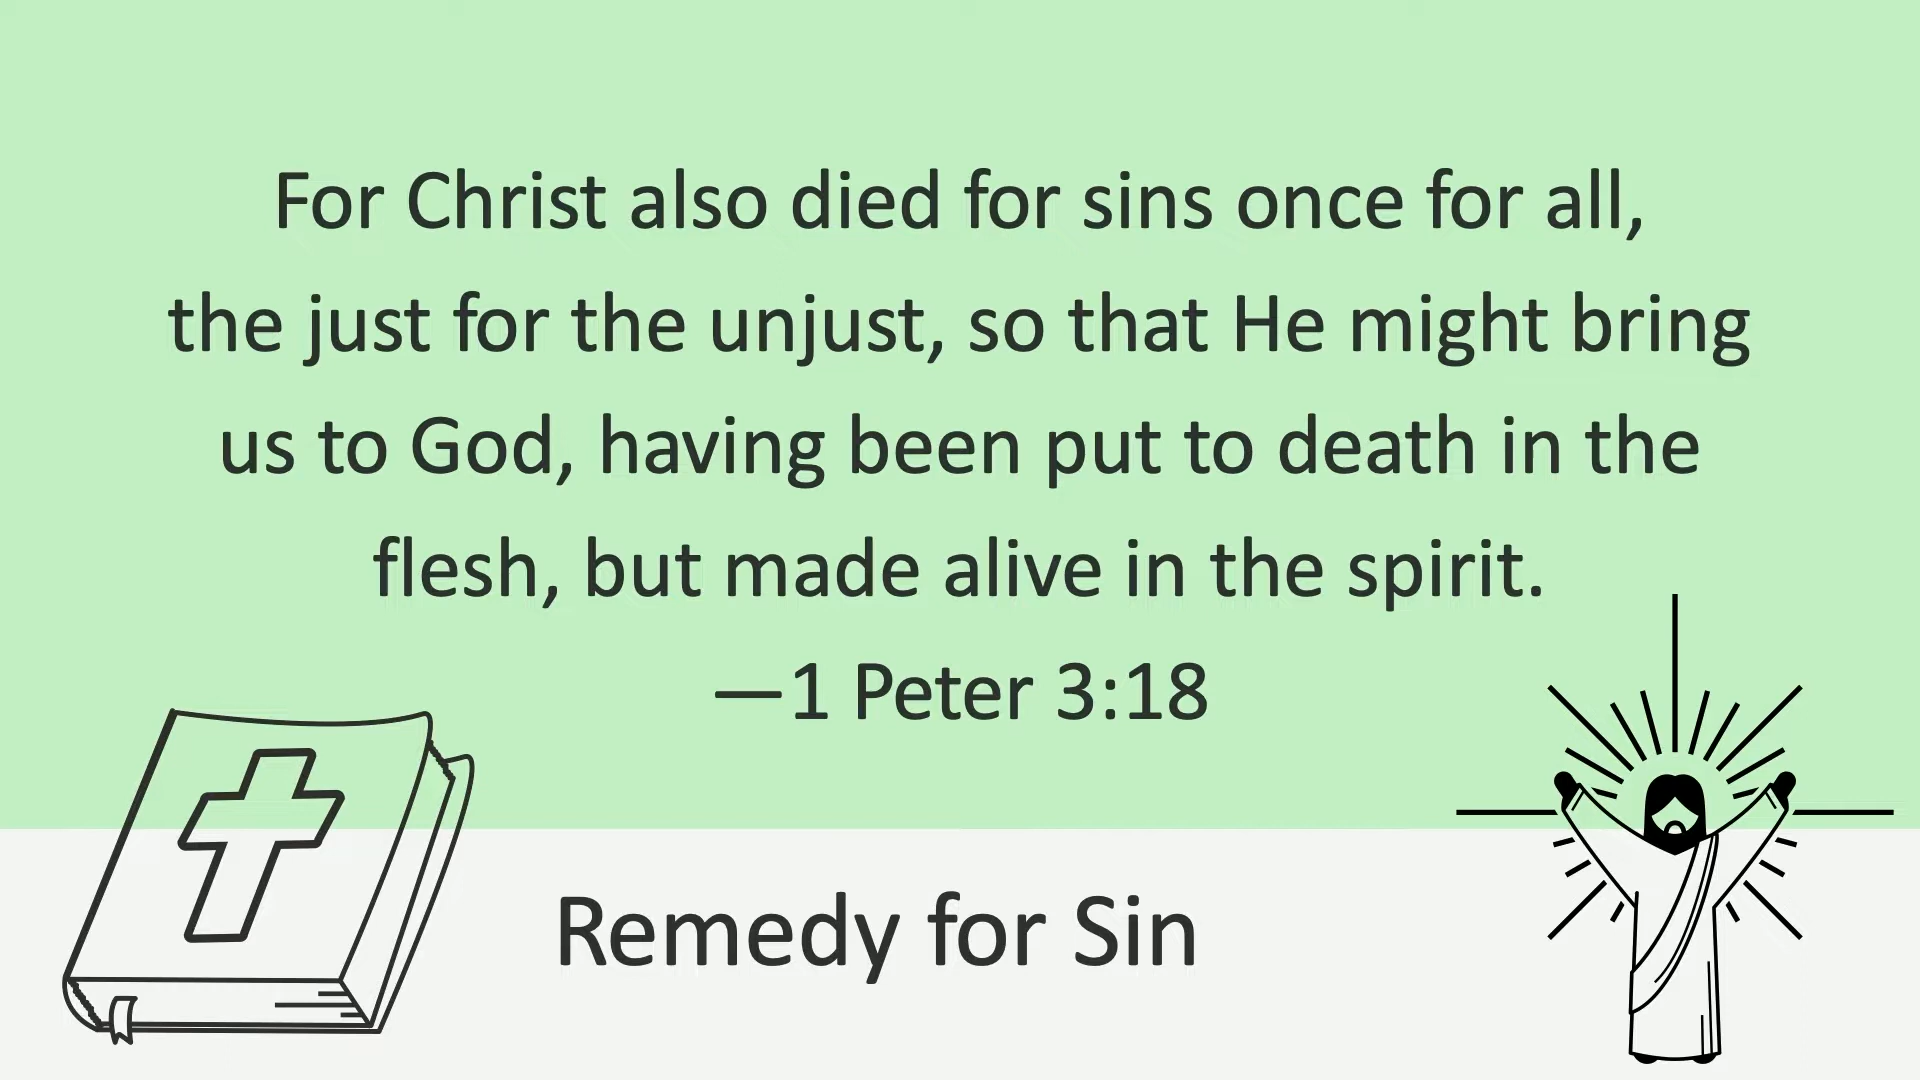 For Christ also died for sins once for all,
the just for the unjust, so that He might bring
us to God, having been put to death in the
flesh, but made alive in the spirit.
—1 Peter 3:18
Remedy for Sin